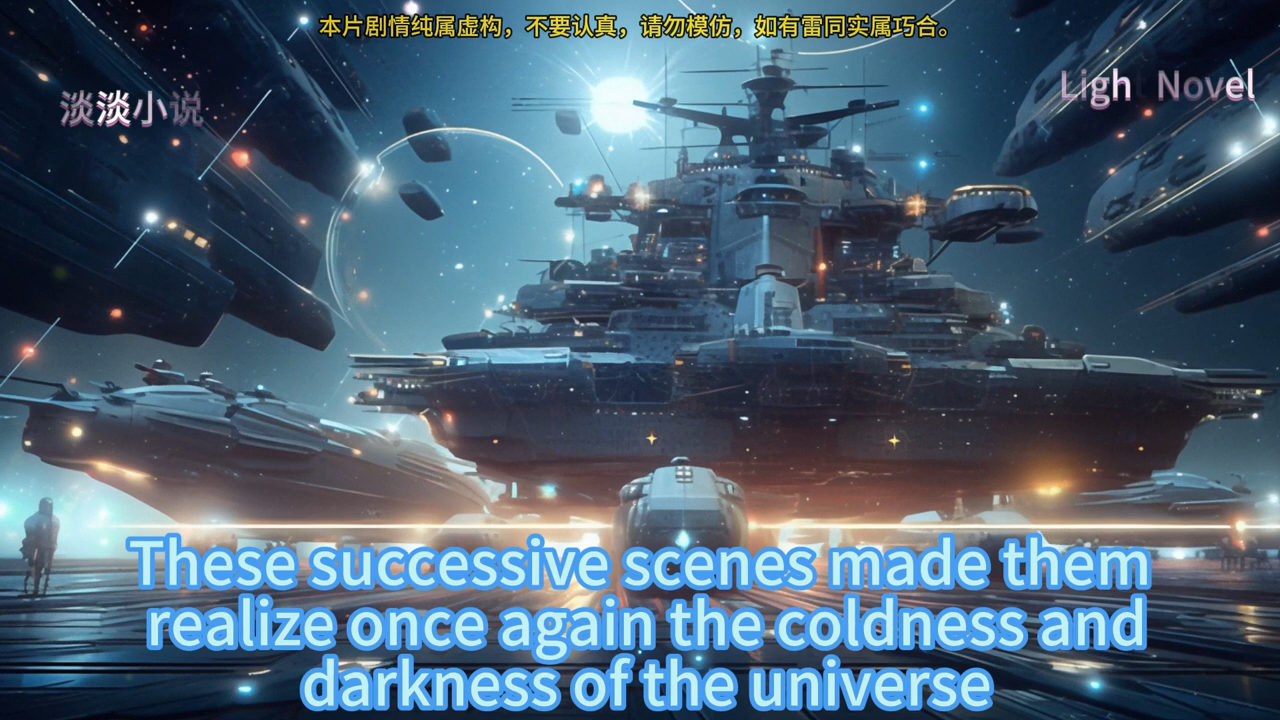 本片剧情纯属虚构，不要认真，请勿模仿，如有雷同实属巧合。
淡淡小说
Light Novel
These successive scenes made them
realize once again the coldness and
darkness of the universe